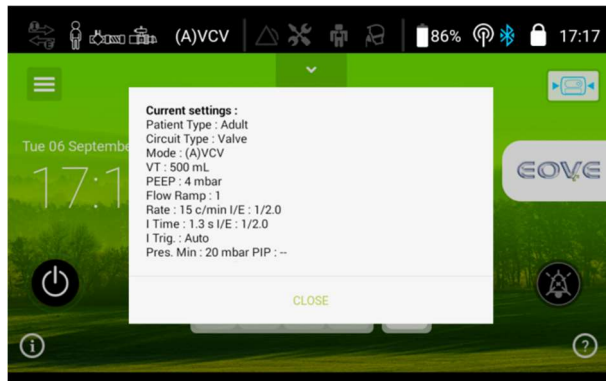 (A)VCV
86%
17:17
Tue 06 Septembe
17:1
Current settings :
Patient Type : Adult
Circuit Type : Valve
Mode : (A)VCV
VT : 500 mL
PEEP : 4 mbar
Flow Ramp : 1
Rate : 15 c/min I/E : 1/2.0
I Time : 1.3 s I/E : 1/2.0
I Trig. : Auto
Pres. Min : 20 mbar PIP : --
CLOSE
EOVE
i
?